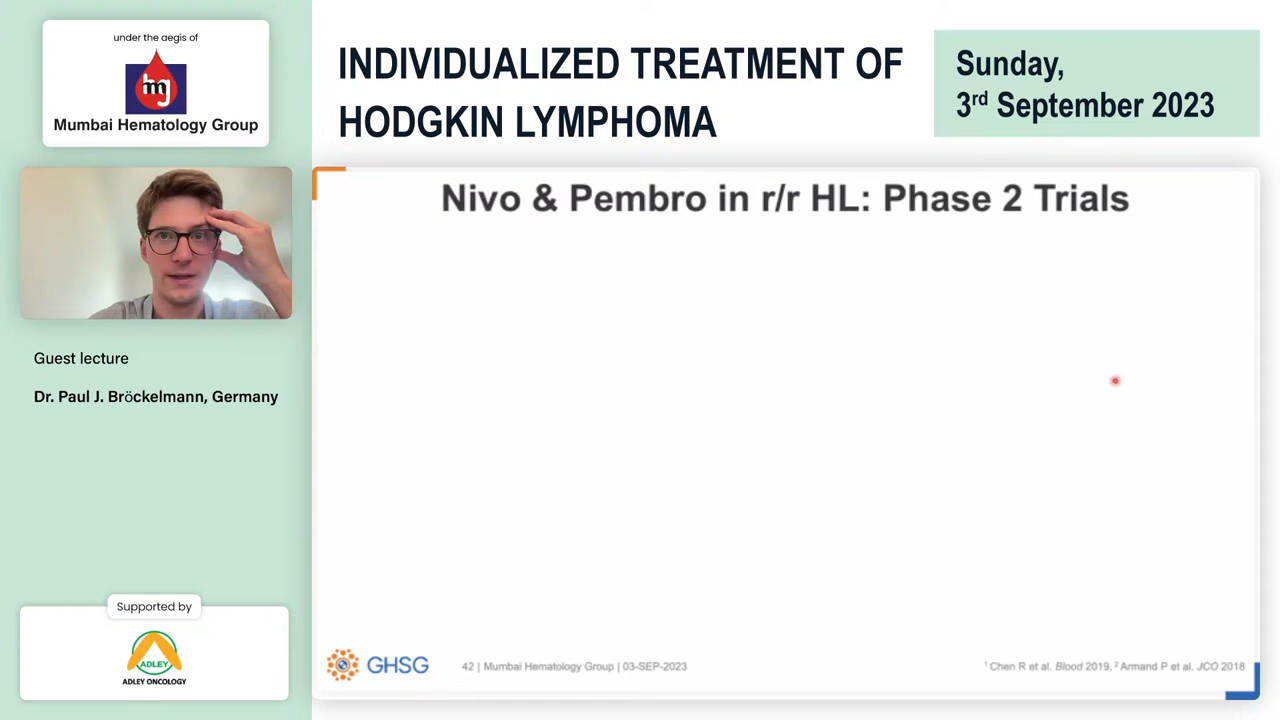 under the aegis of
hmg
Mumbai Hematology Group
INDIVIDUALIZED TREATMENT OF
HODGKIN LYMPHOMA
Sunday,
3rd September 2023
Guest lecture
Dr. Paul J. Bröckelmann, Germany
Nivo & Pembro in r/r HL: Phase 2 Trials
Supported by
ADLEY
ADLEY ONCOLOGY
GHSG
42 | Mumbai Hematology Group | 03-SEP-2023
¹ Chen R et al. Blood 2019, ² Armand P et al. JCO 2018